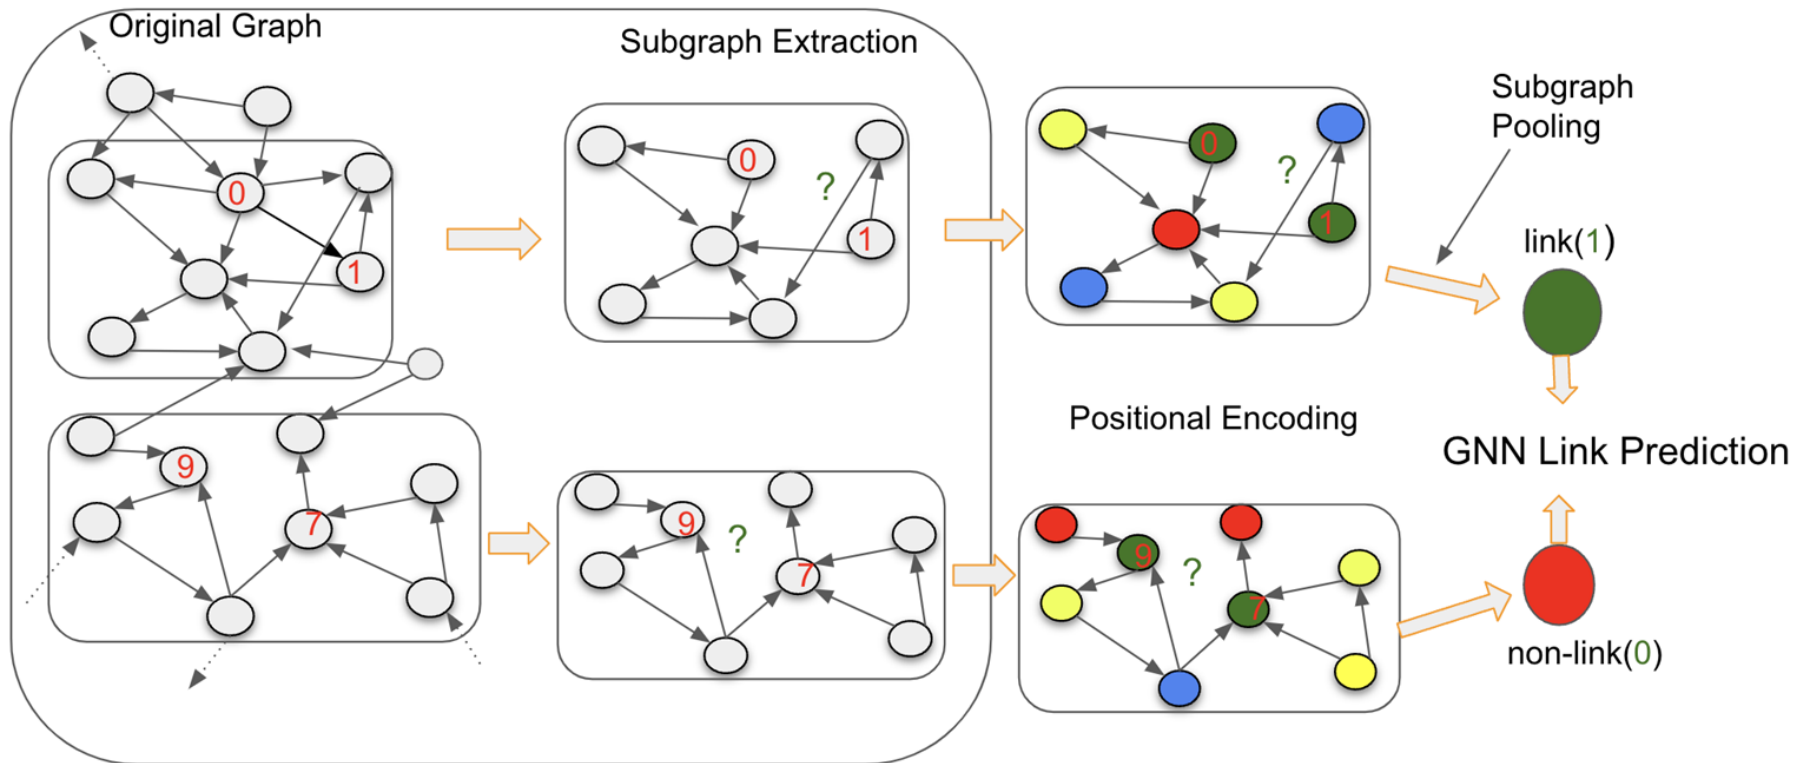 Original Graph
Subgraph Extraction
0
1
0
?
1
0
?
1
Subgraph
Pooling
link(1)
9
7
9
?
7
Positional Encoding
9
?
7
GNN Link Prediction
non-link(0)